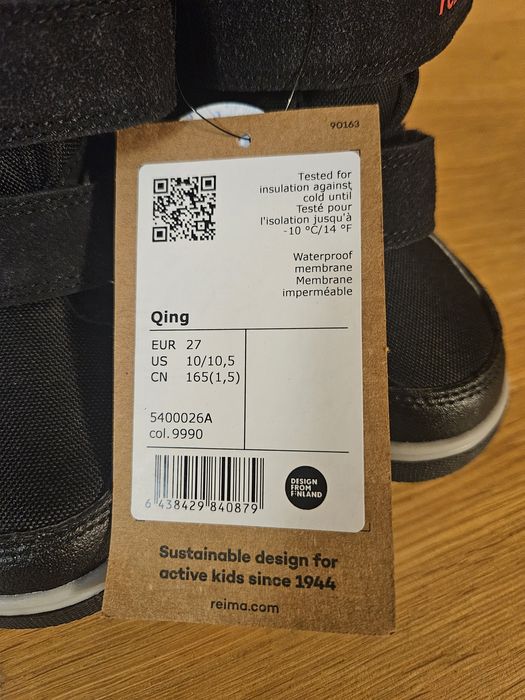 90163
Tested for
insulation against
cold until
Testé pour
l'isolation jusqu'à
-10 °C/14 °F
Waterproof
membrane
Membrane
imperméable
Qing
EUR 27
US 10/10,5
CN 165(1,5)
5400026A
col.9990
6 438429 840879
DESIGN
FROM
FINLAND
Sustainable design for
active kids since 1944
reima.com